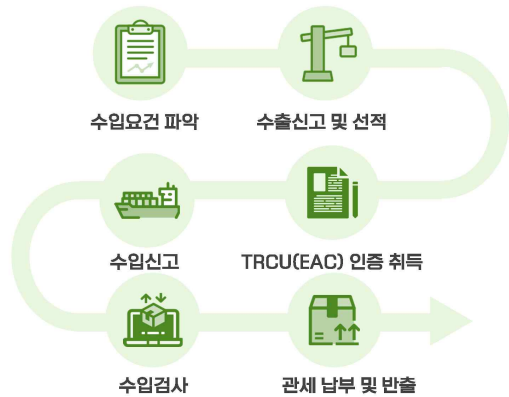 수입요건 파악
수출신고 및 선적
TRCU(EAC) 인증 취득
수입신고
수입검사
관세 납부 및 반출